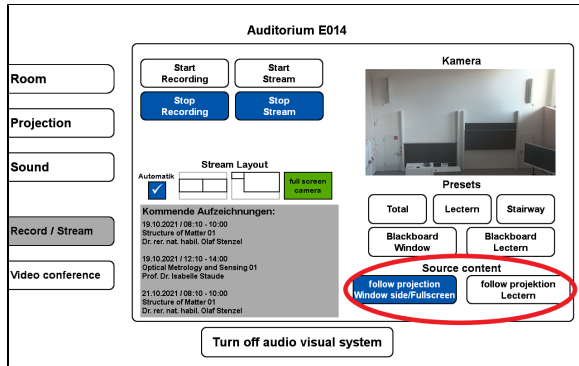 Auditorium E014
Room
Projection
Sound
Record / Stream
Video conference
Start
Recording
Start
Stream
Stop
Recording
Stop
Stream
Stream Layout
Automatik
full screen
camera
Kommende Aufzeichnungen:
19.10.2021 / 08:10 - 10:00
Structure of Matter 01
Dr. rer. nat. habil. Olaf Stenzel
19.10.2021 / 12:10 - 14:00
Optical Metrology and Sensing 01
Prof. Dr. Isabelle Staude
21.10.2021 / 08:10 - 10:00
Structure of Matter 01
Dr. rer. nat. habil. Olaf Stenzel
Kamera
Presets
Total
Lectern
Stairway
Blackboard
Window
Blackboard
Lectern
Source content
follow projection
Window side/Fullscreen
follow projektion
Lectern
Turn off audio visual system